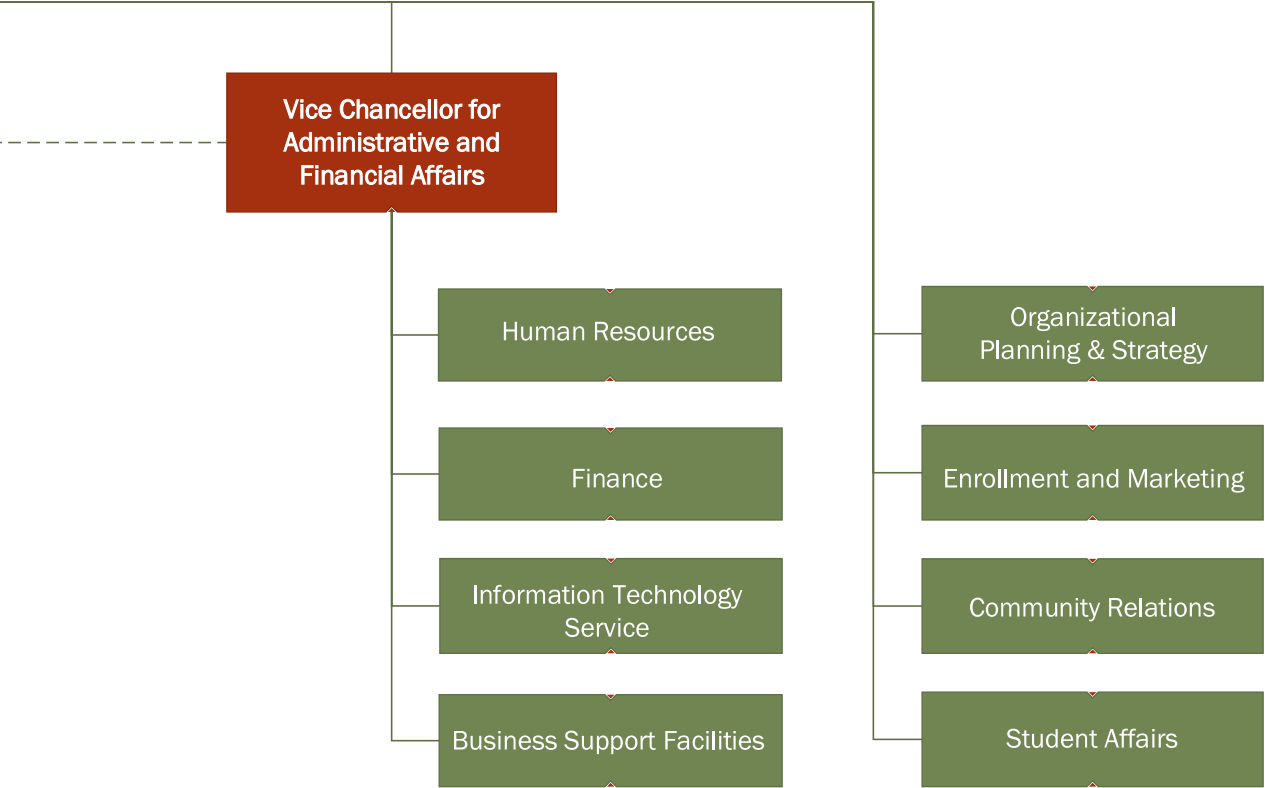 Vice Chancellor for
Administrative and
Financial Affairs
Human Resources
Finance
Information Technology
Service
Business Support Facilities
Organizational
Planning & Strategy
Enrollment and Marketing
Community Relations
Student Affairs